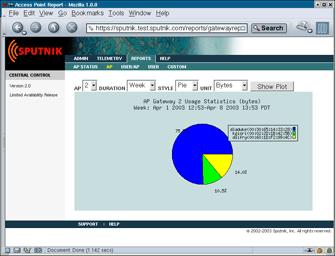 Access Point Report - Mozilla 1.0.0
File Edit View Go Bookmarks Tools Window Help
https://sputnik.test.sputnik.com/reports/gatewayrep
Search
SPUTNIK
ADMIN TELEMETRY REPORTS HELP
AP STATUS AP USER/AP USER CUSTOM
CENTRAL CONTROL
Version 2.0
Limited Availability Release
AP 2 DURATION Week STYLE Pie UNIT Bytes Show Plot
AP Gateway 2 Usage Statistics (bytes)
Week: Apr 1 2003 12:53-Apr 8 2003 13:53 PDT
14.0%
10.5%
SUPPORT HELP
© 2002-2003 Sputnik, Inc. All rights reserved.
Document: Done (1.142 secs)